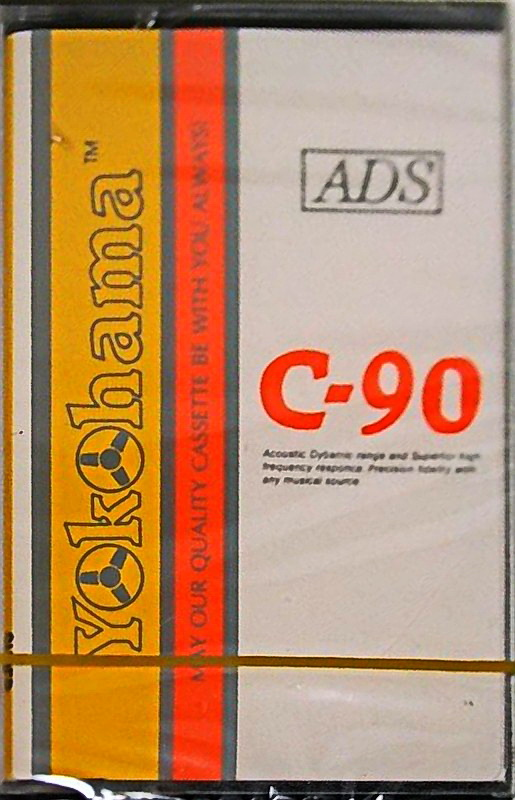 Yokohama™
MAY OUR QUALITY CASSETTE BE WITH YOU ALWAYS!
ADS
C-90
Acoustic Dynamic range and Superior high
frequency responce. Precision fidelity with
any musical source